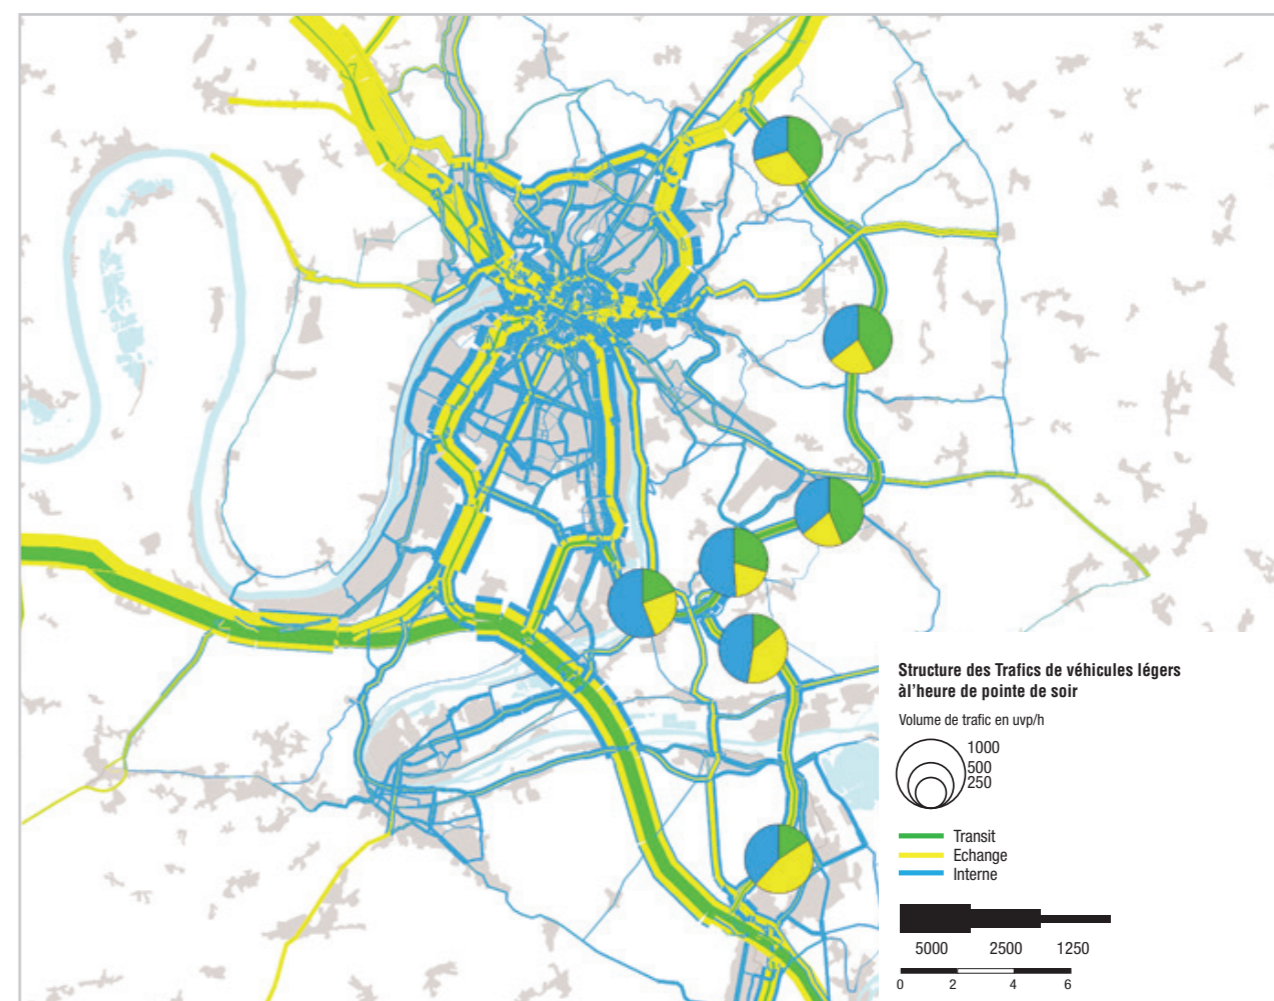 Structure des Trafics de véhicules légers
àl'heure de pointe de soir
Volume de trafic en uvp/h
1000
500
250
Transit
Echange
Interne
5000 2500 1250
0 2 4 6